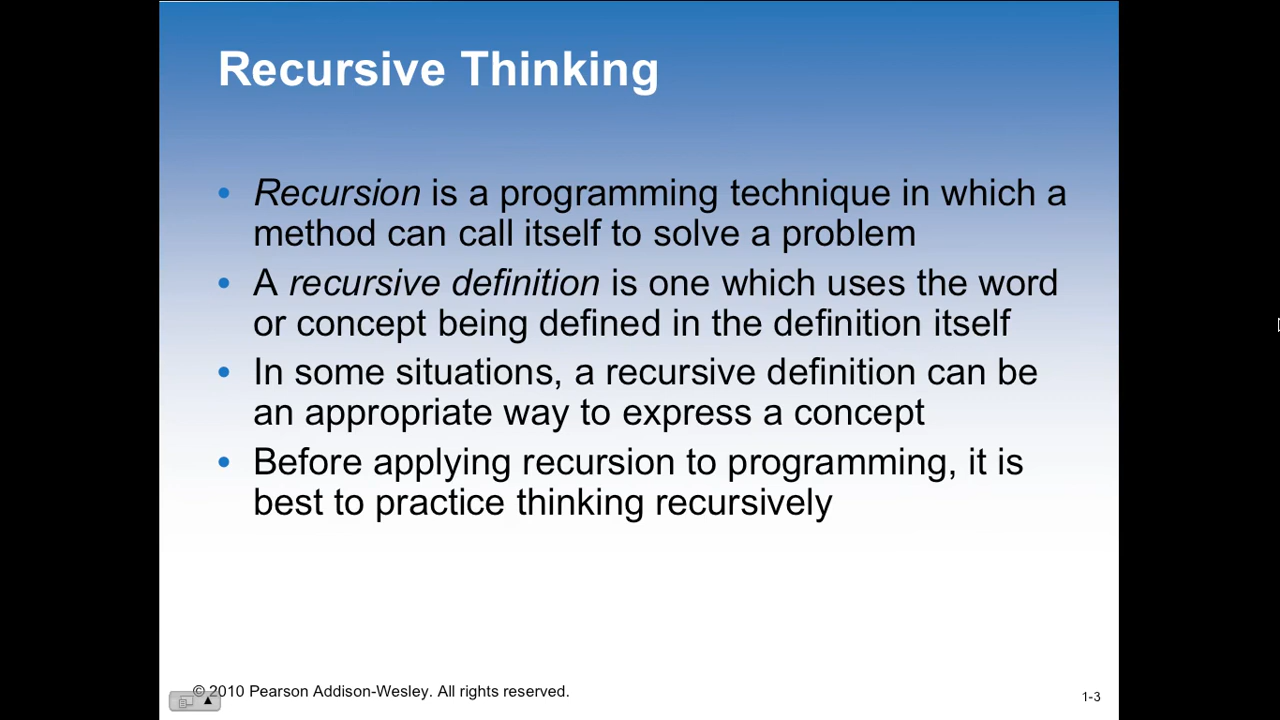 Recursive Thinking
• Recursion is a programming technique in which a
method can call itself to solve a problem
• A recursive definition is one which uses the word
or concept being defined in the definition itself
• In some situations, a recursive definition can be
an appropriate way to express a concept
• Before applying recursion to programming, it is
best to practice thinking recursively
© 2010 Pearson Addison-Wesley. All rights reserved.
1-3